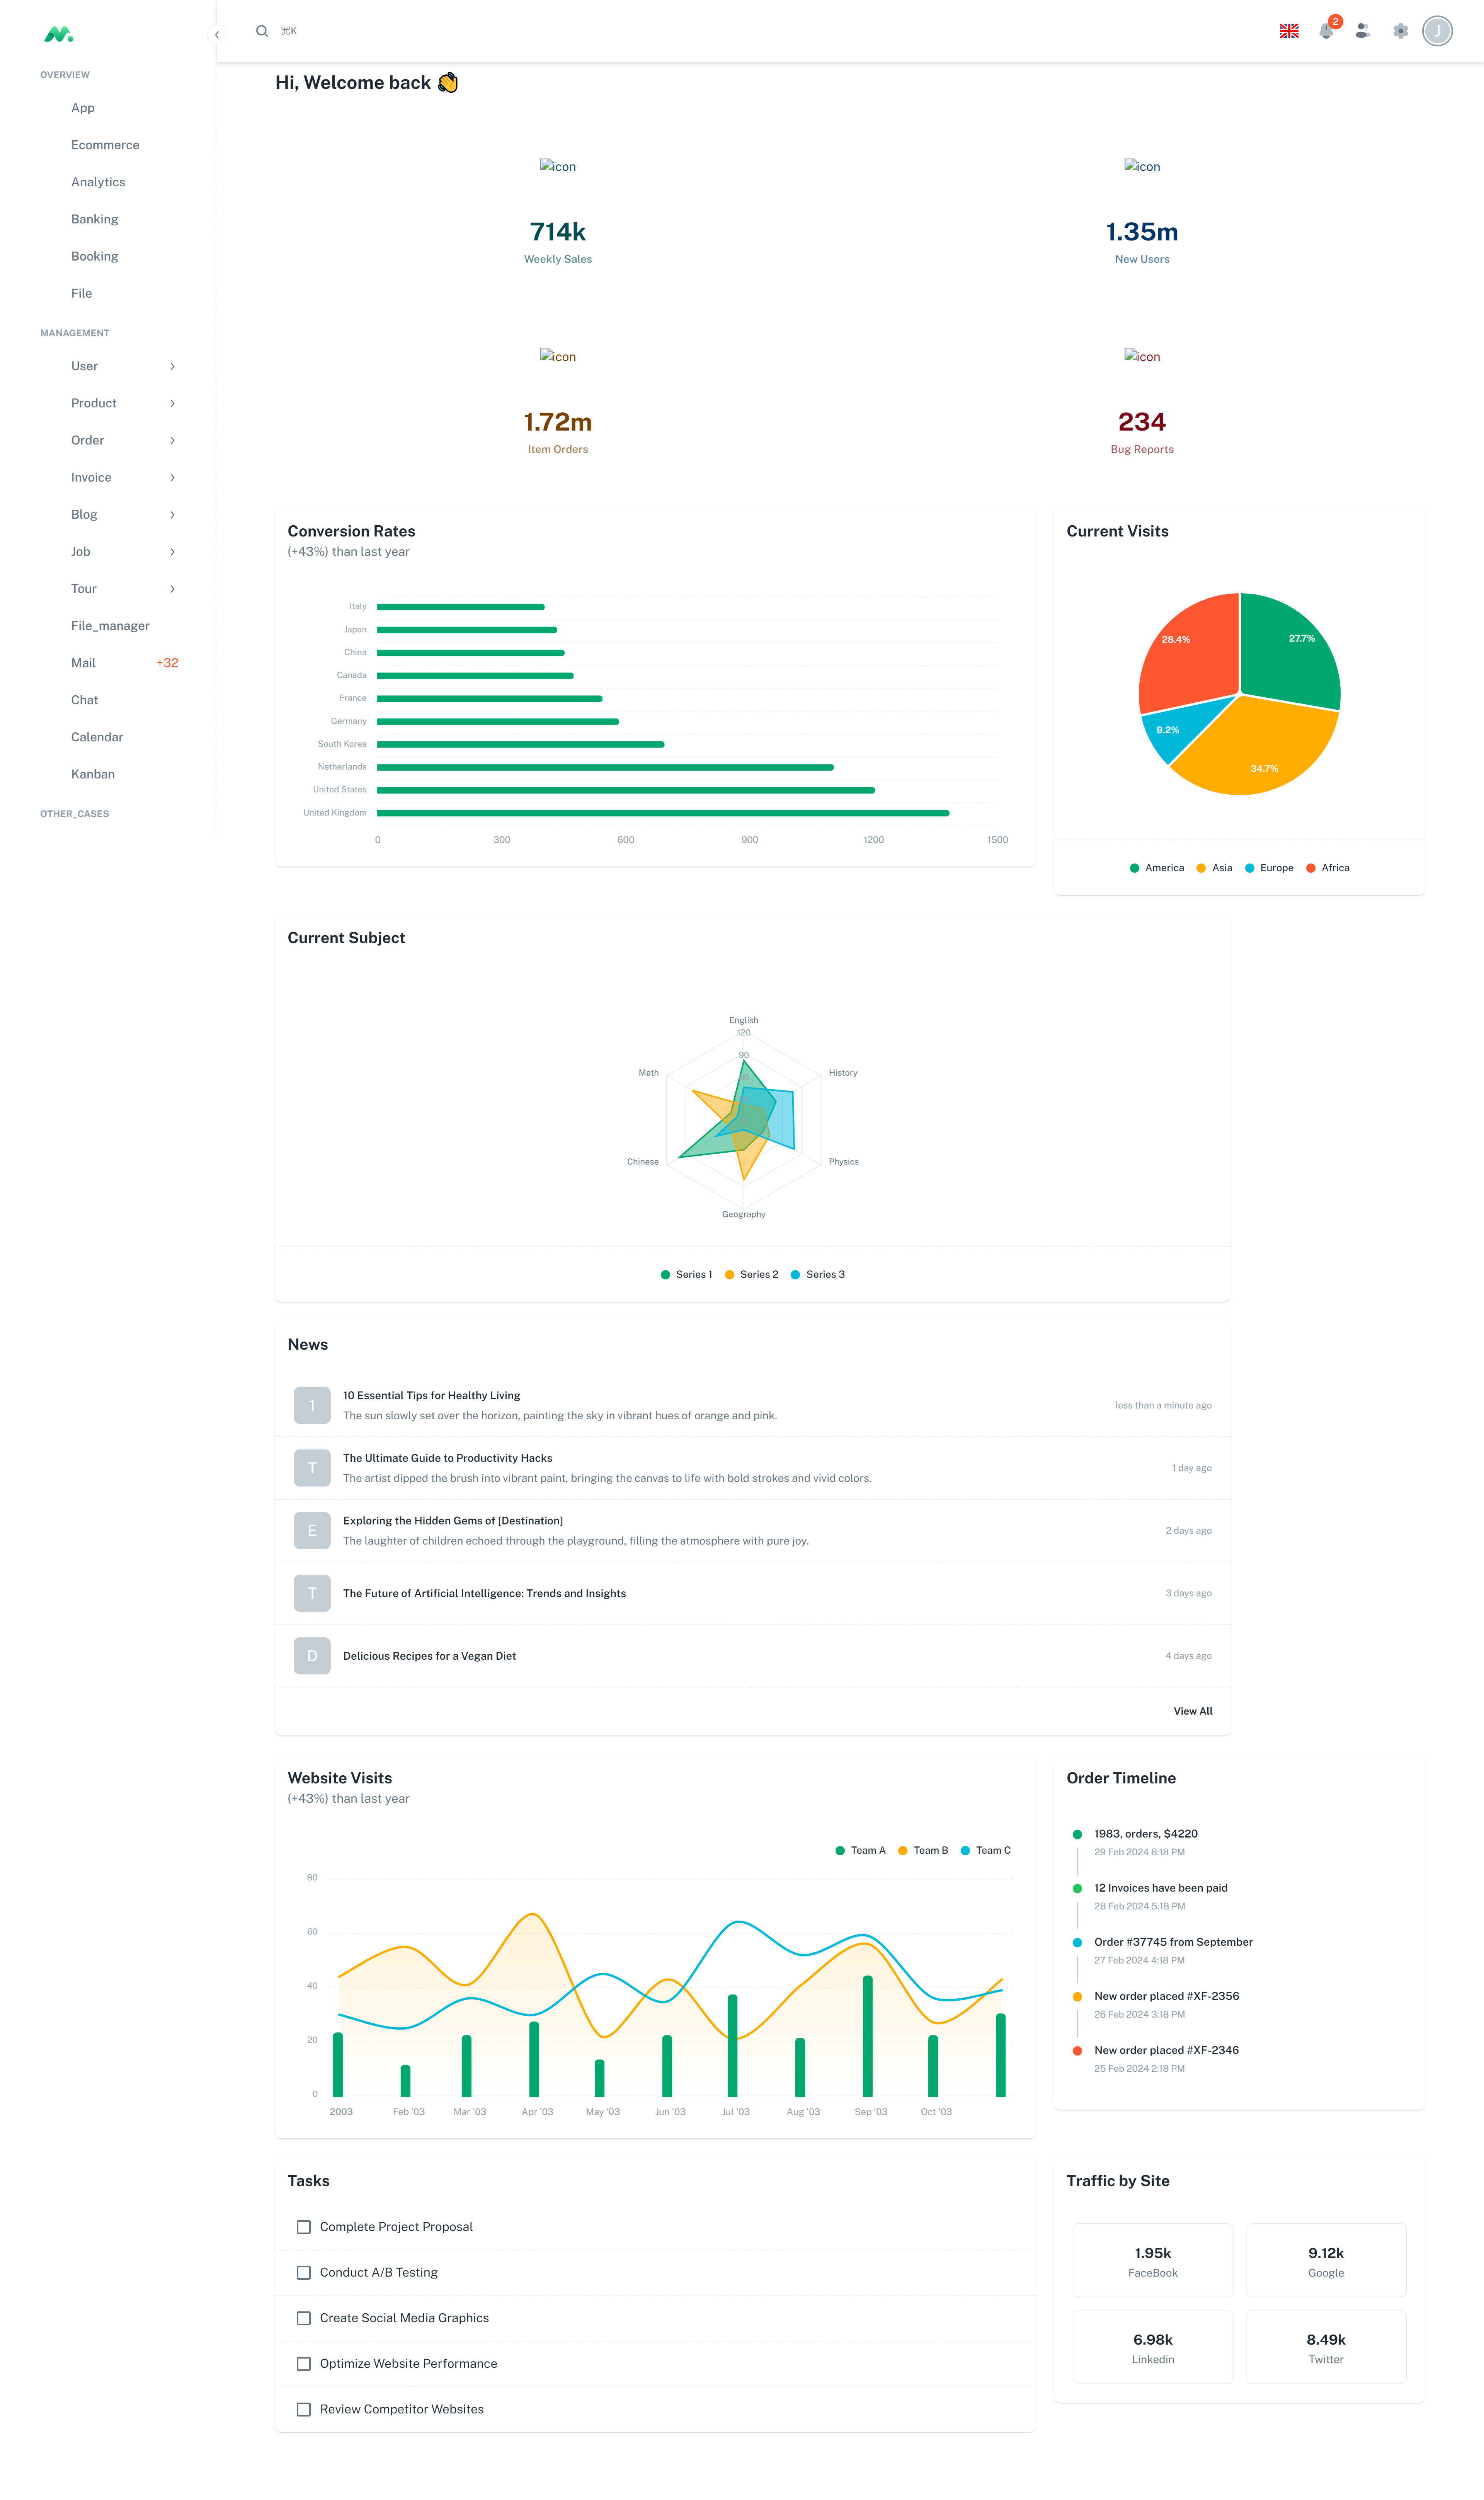 ⌘K
2
J
OVERVIEW
App
Ecommerce
Analytics
Banking
Booking
File
MANAGEMENT
User
Product
Order
Invoice
Blog
Job
Tour
File_manager
Mail +32
Chat
Calendar
Kanban
OTHER_CASES
Hi, Welcome back 👋
icon
714k
Weekly Sales
icon
1.35m
New Users
icon
1.72m
Item Orders
icon
234
Bug Reports
Conversion Rates
(+43%) than last year
Italy
Japan
China
Canada
France
Germany
South Korea
Netherlands
United States
United Kingdom
0 300 600 900 1200 1500
Current Visits
28.4% 27.7%
9.2%
34.7%
America Asia Europe Africa
Current Subject
English
120
90
Math History
Chinese Physics
Geography
Series 1 Series 2 Series 3
News
1
10 Essential Tips for Healthy Living
The sun slowly set over the horizon, painting the sky in vibrant hues of orange and pink.
less than a minute ago
T
The Ultimate Guide to Productivity Hacks
The artist dipped the brush into vibrant paint, bringing the canvas to life with bold strokes and vivid colors.
1 day ago
E
Exploring the Hidden Gems of [Destination]
The laughter of children echoed through the playground, filling the atmosphere with pure joy.
2 days ago
T
The Future of Artificial Intelligence: Trends and Insights
3 days ago
D
Delicious Recipes for a Vegan Diet
4 days ago
View All
Website Visits
(+43%) than last year
Team A Team B Team C
80
60
40
20
0
2003 Feb '03 Mar '03 Apr '03 May '03 Jun '03 Jul '03 Aug '03 Sep '03 Oct '03
Order Timeline
1983, orders, $4220
29 Feb 2024 6:18 PM
12 Invoices have been paid
28 Feb 2024 5:18 PM
Order #37745 from September
27 Feb 2024 4:18 PM
New order placed #XF-2356
26 Feb 2024 3:18 PM
New order placed #XF-2346
25 Feb 2024 2:18 PM
Tasks
Complete Project Proposal
Conduct A/B Testing
Create Social Media Graphics
Optimize Website Performance
Review Competitor Websites
Traffic by Site
1.95k
FaceBook
9.12k
Google
6.98k
Linkedin
8.49k
Twitter